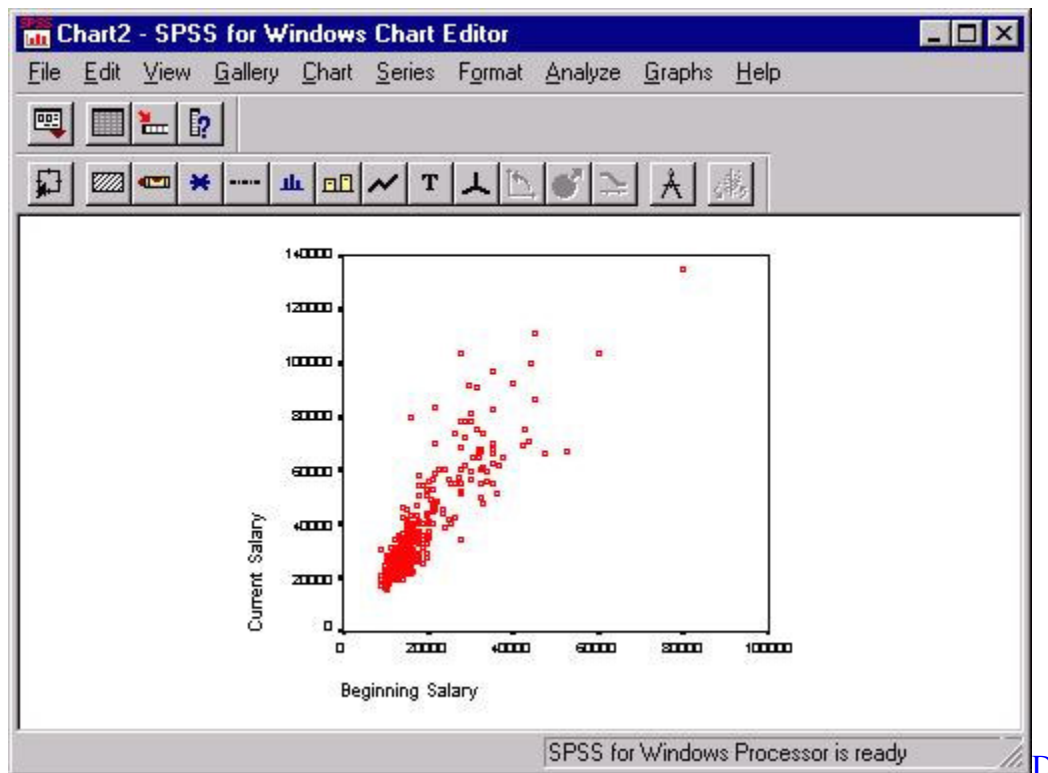 SPSS
Chart2 - SPSS for Windows Chart Editor
File Edit View Gallery Chart Series Format Analyze Graphs Help
T
140000
120000
100000
80000
60000
40000
20000
0
Current Salary
0 20000 40000 60000 80000 100000
Beginning Salary
SPSS for Windows Processor is ready
D